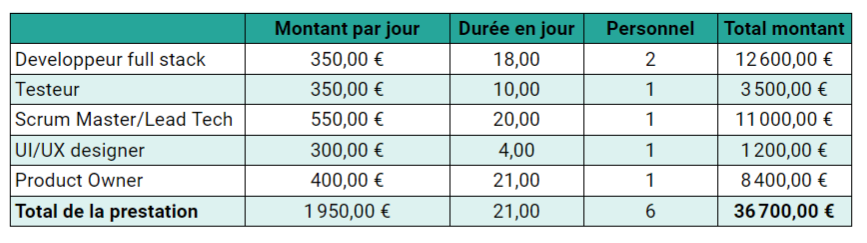 Montant par jour Durée en jour Personnel Total montant
Developpeur full stack 350,00 € 18,00 2 12 600,00 €
Testeur 350,00 € 10,00 1 3 500,00 €
Scrum Master/Lead Tech 550,00 € 20,00 1 11 000,00 €
UI/UX designer 300,00 € 4,00 1 1 200,00 €
Product Owner 400,00 € 21,00 1 8 400,00 €
Total de la prestation 1 950,00 € 21,00 6 36 700,00 €